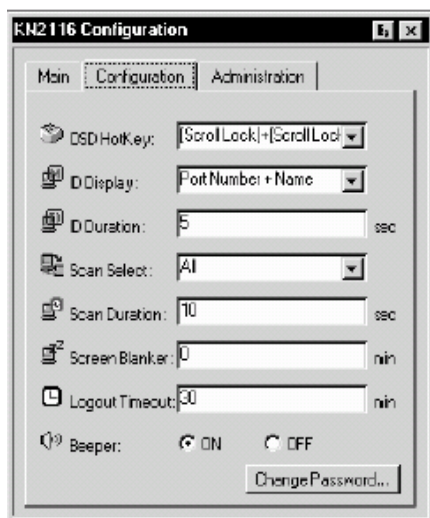 KN2116 Configuration
Main Configuration Administration
OSD HotKey: [Scroll Lock]+[Scroll Lock
ID Display: Port Number + Name
ID Duration: 5 sec
Scan Select: All
Scan Duration: 10 sec
Screen Blanker: 0 min
Logout Timeout: 30 min
Beeper: ON OFF
Change Password...